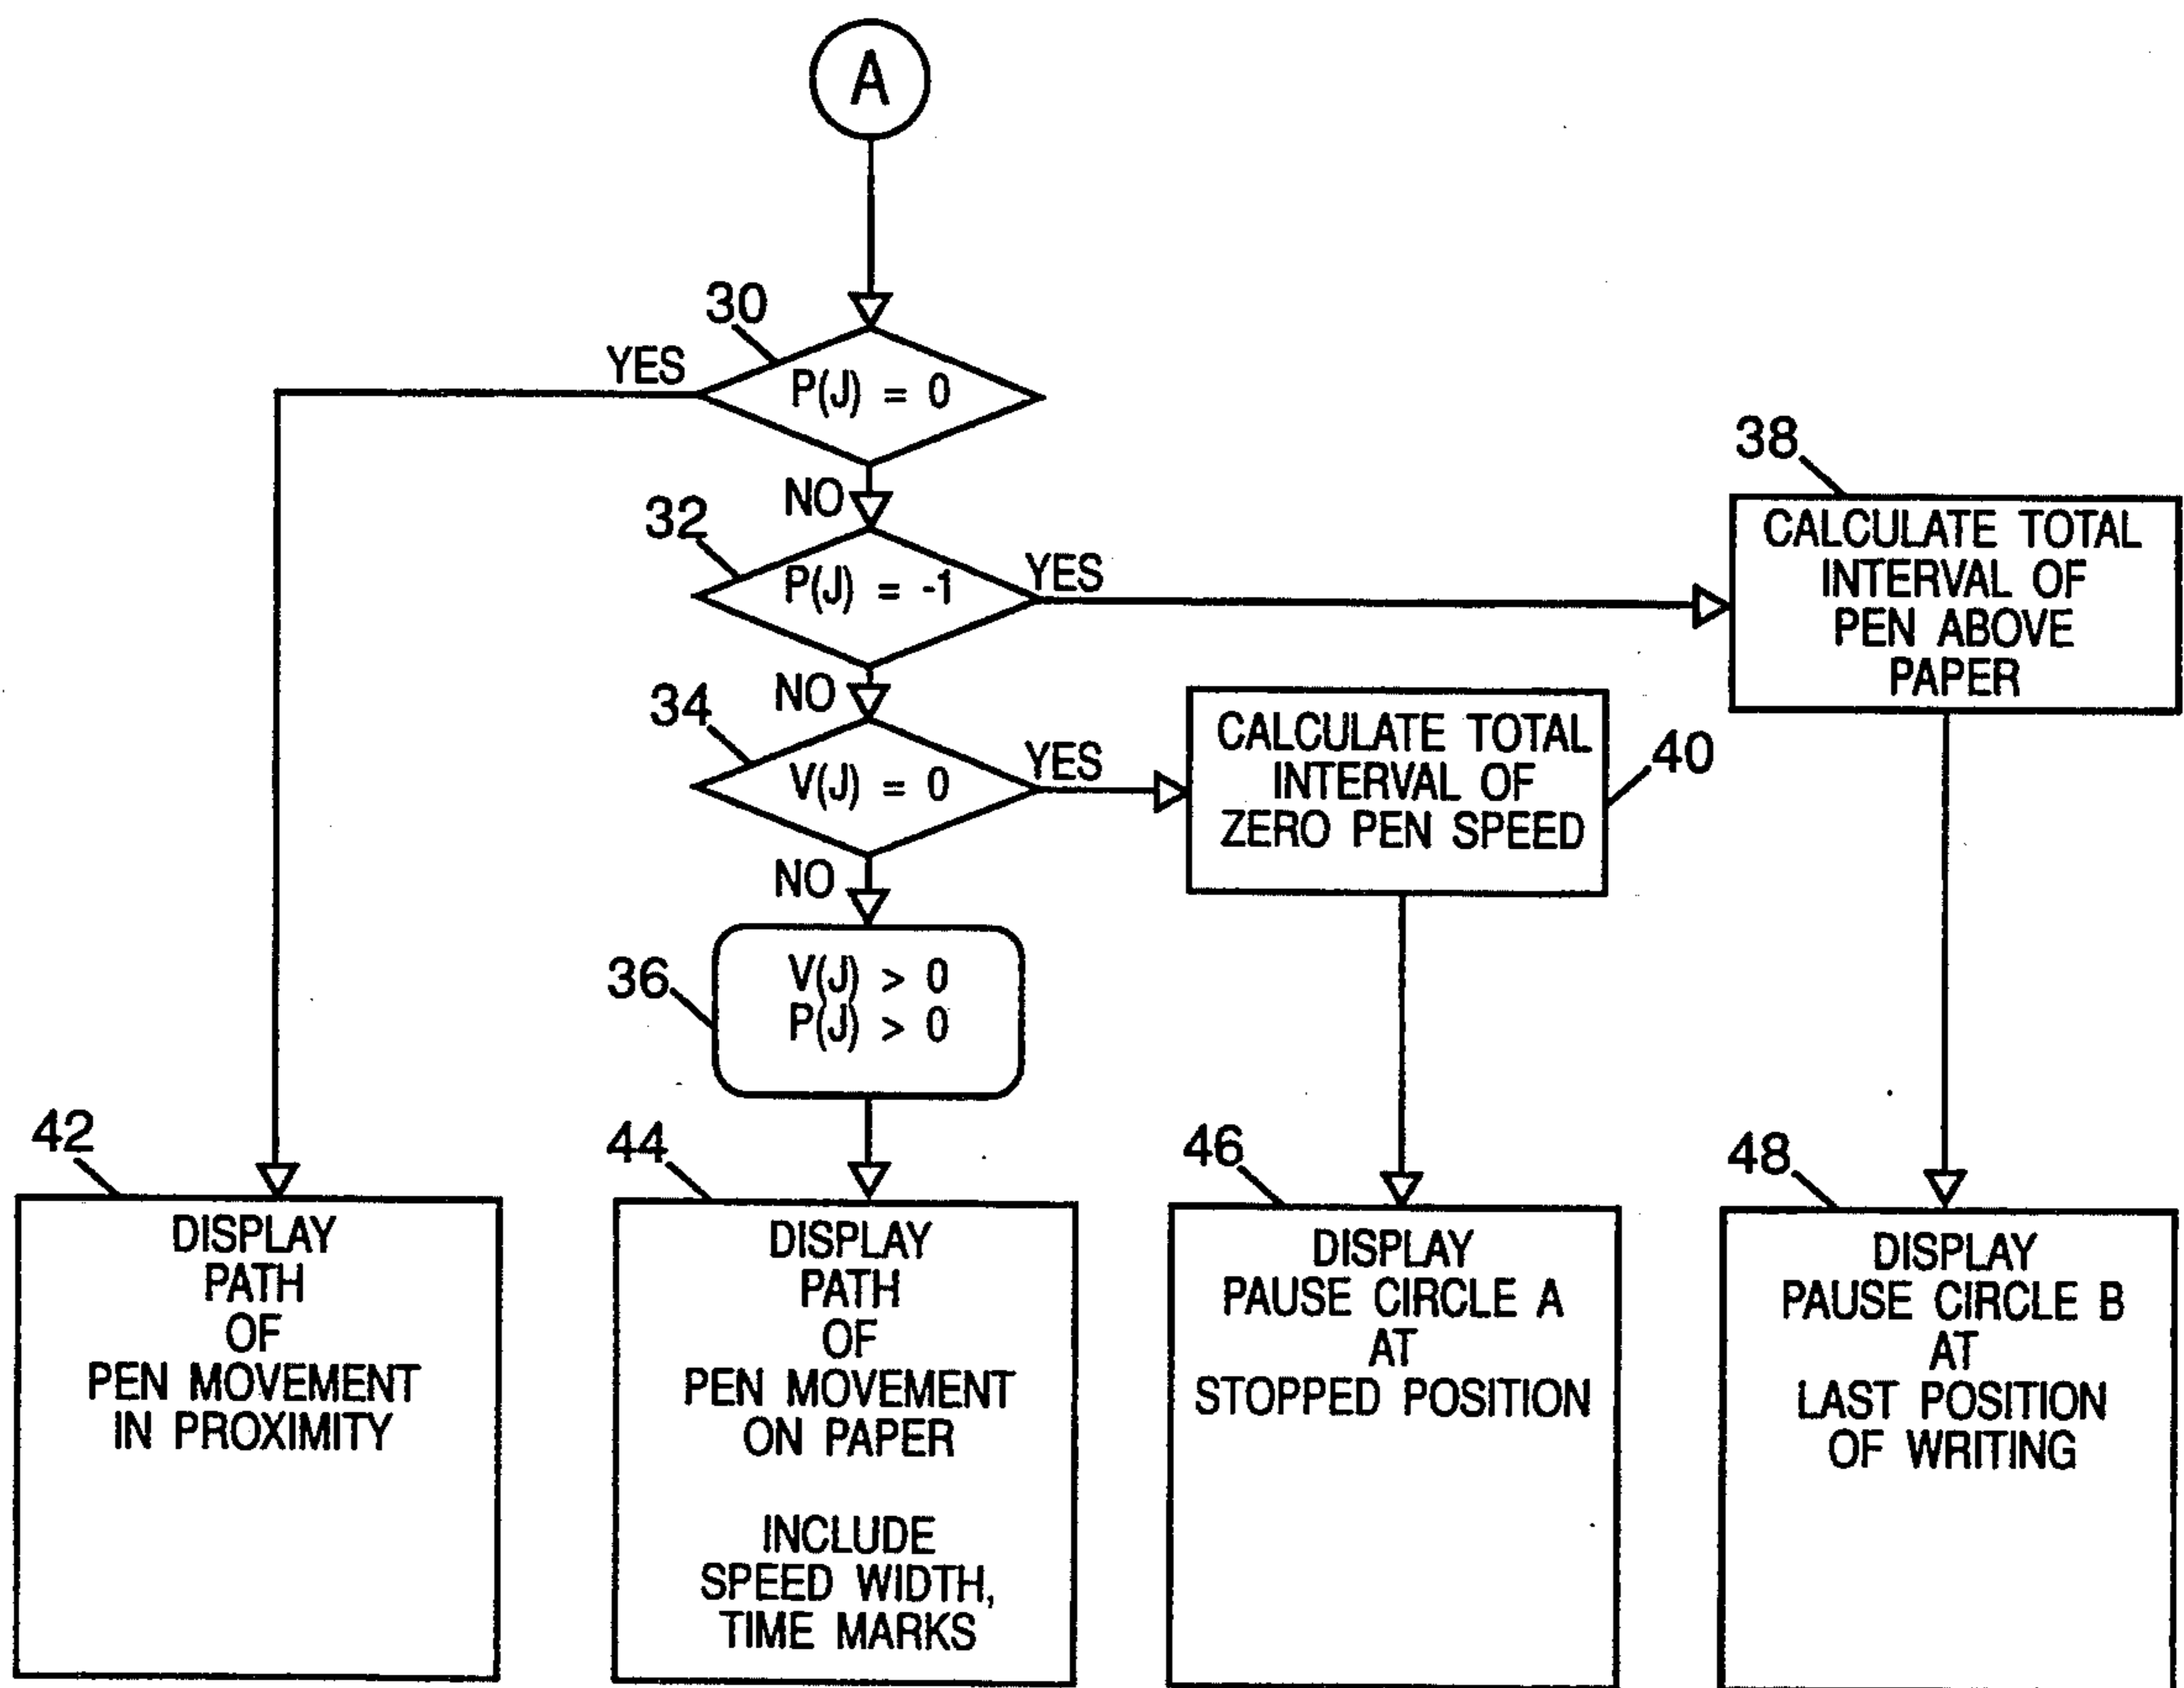 A
30
YES
P(J) = 0
NO
32
P(J) = -1
YES
38
CALCULATE TOTAL
INTERVAL OF
PEN ABOVE
PAPER
NO
34
V(J) = 0
YES
CALCULATE TOTAL
INTERVAL OF
ZERO PEN SPEED
40
NO
36
V(J) > 0
P(J) > 0
42
DISPLAY
PATH
OF
PEN MOVEMENT
IN PROXIMITY
44
DISPLAY
PATH
OF
PEN MOVEMENT
ON PAPER
INCLUDE
SPEED WIDTH,
TIME MARKS
46
DISPLAY
PAUSE CIRCLE A
AT
STOPPED POSITION
48
DISPLAY
PAUSE CIRCLE B
AT
LAST POSITION
OF WRITING